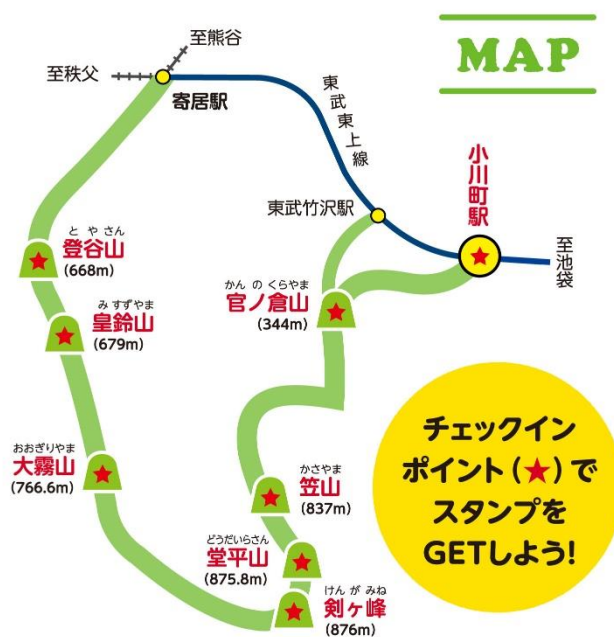 MAP
至熊谷
至秩父
寄居駅
東武東上線
小川町駅
東武竹沢駅
至池袋
とやさん
登谷山
(668m)
かんのくらやま
官ノ倉山
(344m)
みすずやま
皇鈴山
(679m)
おおぎりやま
大霧山
(766.6m)
かさやま
笠山
(837m)
どうだいらさん
堂平山
(875.8m)
けんがみね
剣ヶ峰
(876m)
チェックイン
ポイント(★)で
スタンプを
GETしよう!